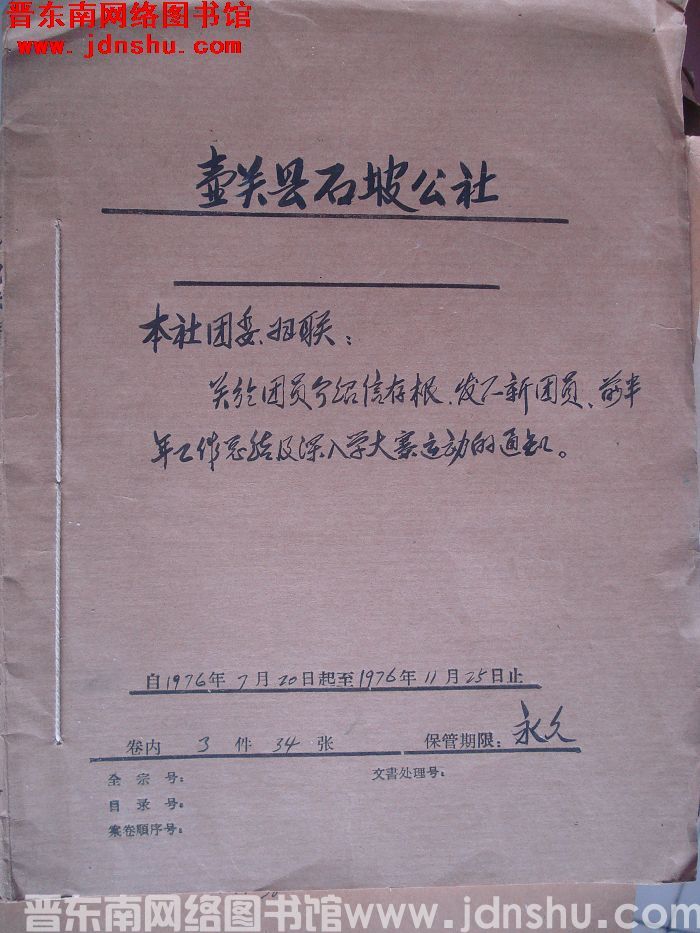 晋东南网络图书馆
www.jdnshu.com
壶关县石坡公社
本社团委、妇联：
关于团员介绍信存根、发展新团员、前半
年工作总结及深入学大寨运动的通知。
自1976年7月20日起至1976年11月25日止
卷内 3 件 34 张 保管期限：永久
全宗号： 文書处理号：
目录号：
案卷順序号：
晋东南网络图书馆www.jdnshu.com